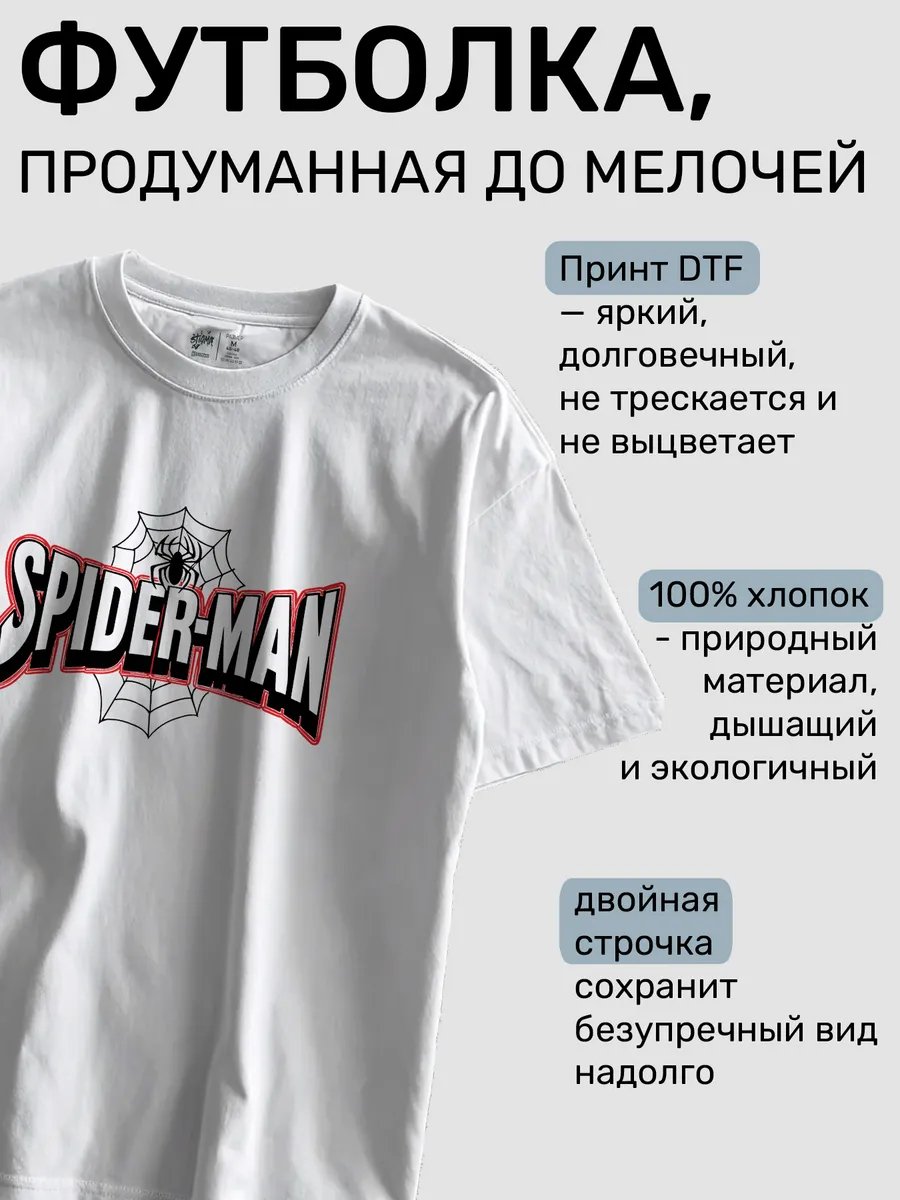 ФУТБОЛКА,
ПРОДУМАННАЯ ДО МЕЛОЧЕЙ
Принт DTF
— яркий,
долговечный,
не трескается и
не выцветает
РАЗМЕР
M
SPIDER-MAN
100% хлопок
- природный
материал,
дышащий
и экологичный
двойная
строчка
сохранит
безупречный вид
надолго